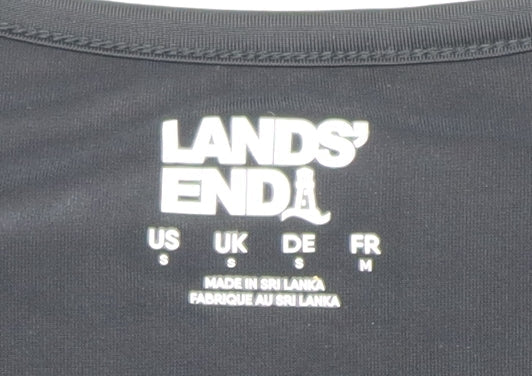 LANDS'
END
US UK DE FR
S S S M
MADE IN SRI LANKA
FABRIQUE AU SRI LANKA